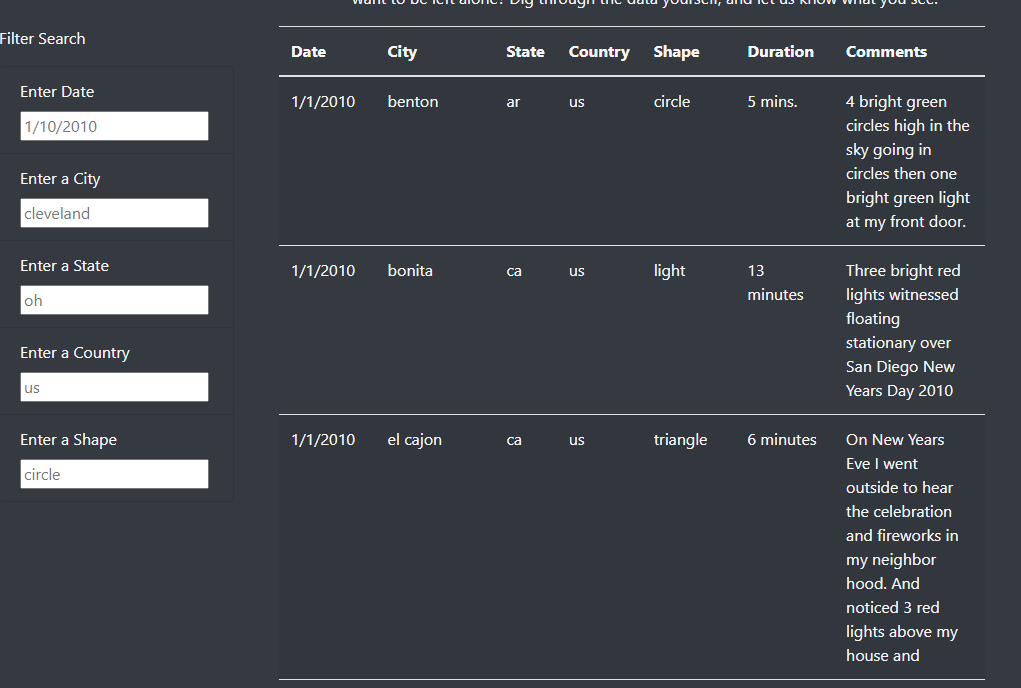 want to be left alone? Dig through the data yourself, and let us know what you see.
Filter Search
Enter Date
1/10/2010
Enter a City
cleveland
Enter a State
oh
Enter a Country
us
Enter a Shape
circle
Date City State Country Shape Duration Comments
1/1/2010 benton ar us circle 5 mins. 4 bright green
circles high in the
sky going in
circles then one
bright green light
at my front door.
1/1/2010 bonita ca us light 13 Three bright red
minutes lights witnessed
floating
stationary over
San Diego New
Years Day 2010
1/1/2010 el cajon ca us triangle 6 minutes On New Years
Eve I went
outside to hear
the celebration
and fireworks in
my neighbor
hood. And
noticed 3 red
lights above my
house and